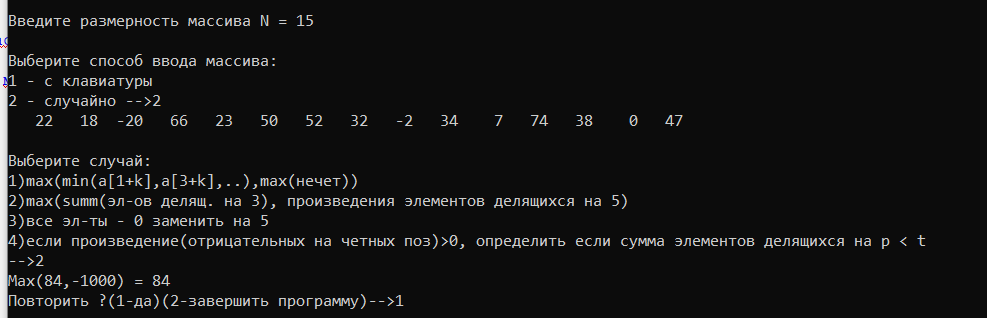 Введите размерность массива N = 15
Выберите способ ввода массива:
1 - с клавиатуры
2 - случайно -->2
22 18 -20 66 23 50 52 32 -2 34 7 74 38 0 47
Выберите случай:
1)max(min(a[1+k],a[3+k],..),max(нечет))
2)max(summ(эл-ов делящ. на 3), произведения элементов делящихся на 5)
3)все эл-ты - 0 заменить на 5
4)если произведение(отрицательных на четных поз)>0, определить если сумма элементов делящихся на p < t
-->2
Max(84,-1000) = 84
Повторить ?(1-да)(2-завершить программу)-->1